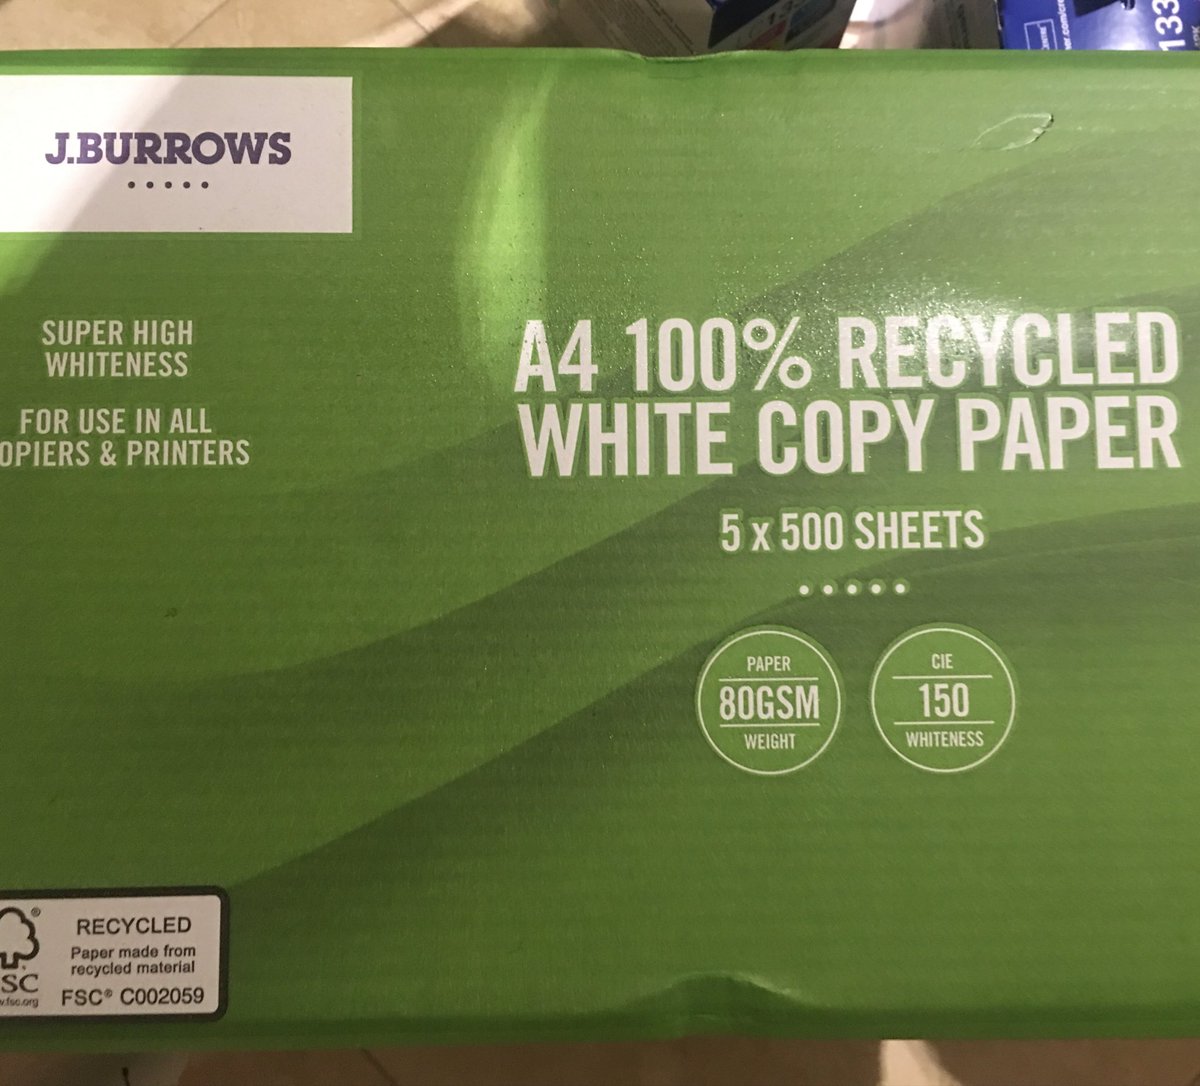 J.BURROWS
SUPER HIGH
WHITENESS
FOR USE IN ALL
OPIERS & PRINTERS
A4 100% RECYCLED
WHITE COPY PAPER
5 x 500 SHEETS
PAPER
80GSM
WEIGHT
CIE
150
WHITENESS
RECYCLED
Paper made from
recycled material
FSC® C002059
SC
fsc.org
133